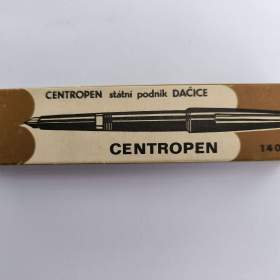 CENTROPEN státní podnik DAČICE
CENTROPEN
140